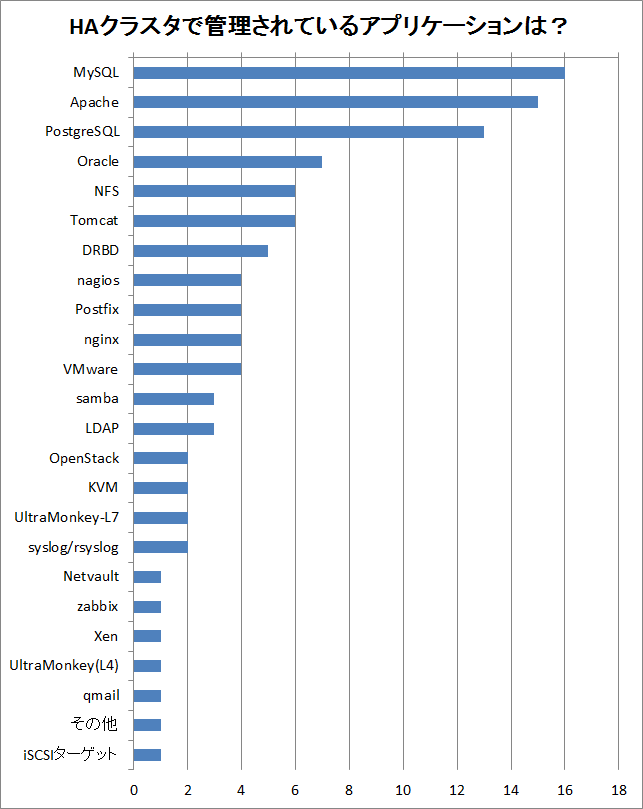 HAクラスタで管理されているアプリケーションは？
MySQL
Apache
PostgreSQL
Oracle
NFS
Tomcat
DRBD
nagios
Postfix
nginx
VMware
samba
LDAP
OpenStack
KVM
UltraMonkey-L7
syslog/rsyslog
Netvault
zabbix
Xen
UltraMonkey(L4)
qmail
その他
iSCSIターゲット
0 2 4 6 8 10 12 14 16 18